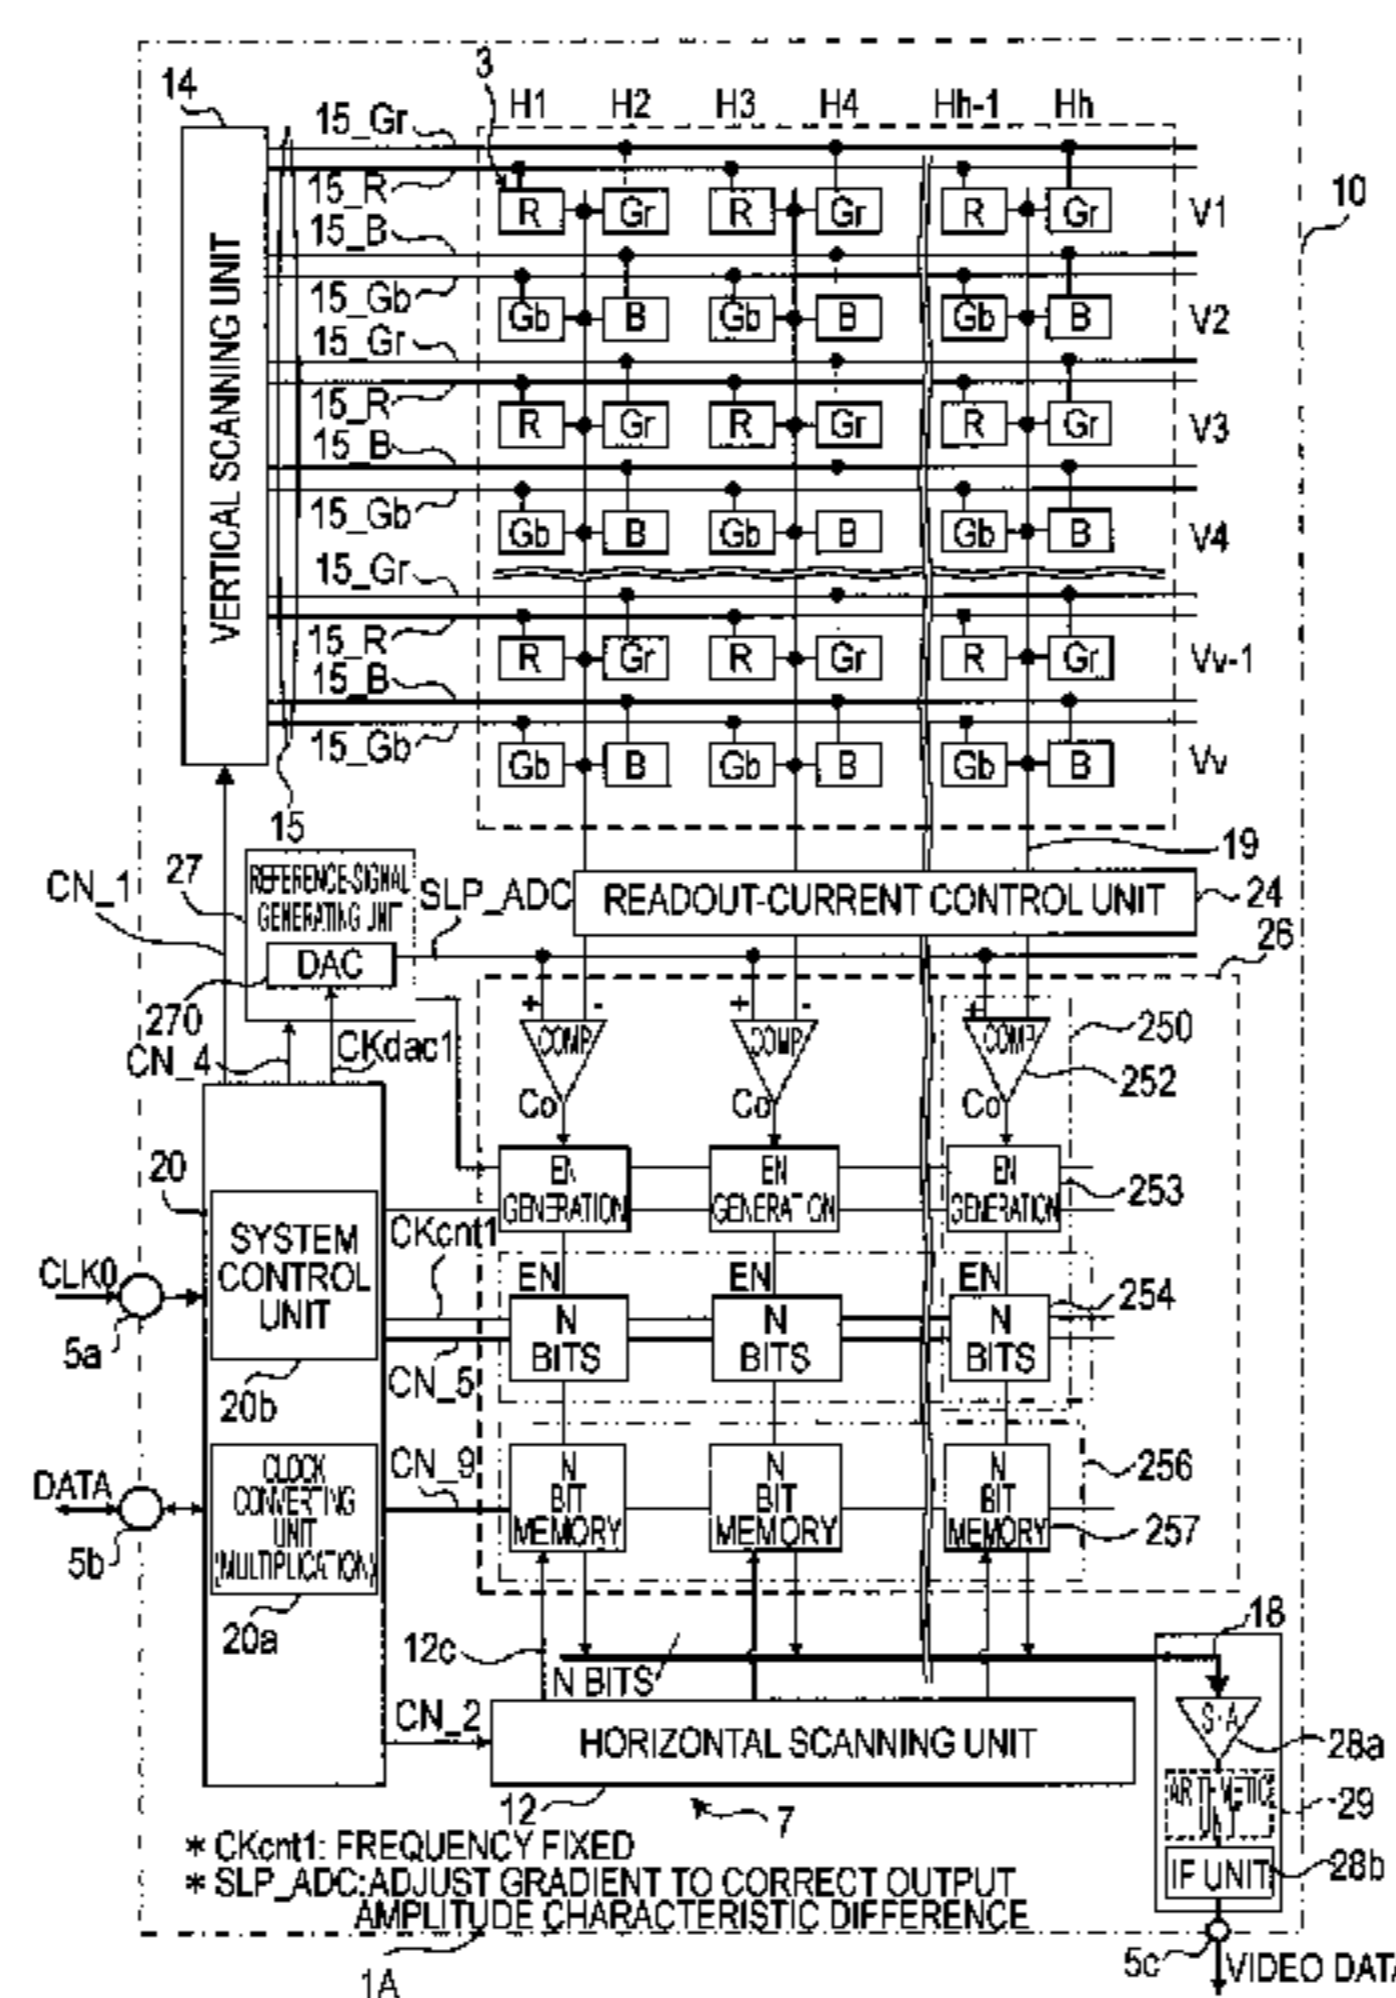 14
3
H1 H2 H3 H4 Hh-1 Hh
15_Gr
15_R
10
R Gr R Gr R Gr V1
15_B
15_Gb
Gb B Gb B Gb B V2
15_Gr
15_R
R Gr R Gr R Gr V3
15_B
15_Gb
Gb B Gb B Gb B V4
15_Gr
15_R
R Gr R Gr R Gr Vv-1
15_B
15_Gb
Gb B Gb B Gb B Vv
VERTICAL SCANNING UNIT
15
19
CN_1
27
REFERENCE-SIGNAL
GENERATING UNIT
SLP_ADC
READOUT-CURRENT CONTROL UNIT
24
26
DAC
270
+ - + - +
COMP COMP COMP
250
CN_4
CKdac1
252
Co Co Co
20
EN
GENERATION
EN
GENERATION
EN
GENERATION
253
SYSTEM
CONTROL
UNIT
CKcnt1
CLK0
5a
EN EN EN
254
N
BITS
N
BITS
N
BITS
CN_5
20b
CLOCK
CONVERTING
UNIT
(MULTIPLICATION)
CN_9
DATA
5b
N
BIT
MEMORY
N
BIT
MEMORY
N
BIT
MEMORY
256
257
20a
12c
N BITS
18
CN_2
HORIZONTAL SCANNING UNIT
S·A
28a
12
7
ARITHMETIC
UNIT
29
IF UNIT
28b
* CKcnt1: FREQUENCY FIXED
* SLP_ADC:ADJUST GRADIENT TO CORRECT OUTPUT
AMPLITUDE CHARACTERISTIC DIFFERENCE
1A
5c
VIDEO DATA